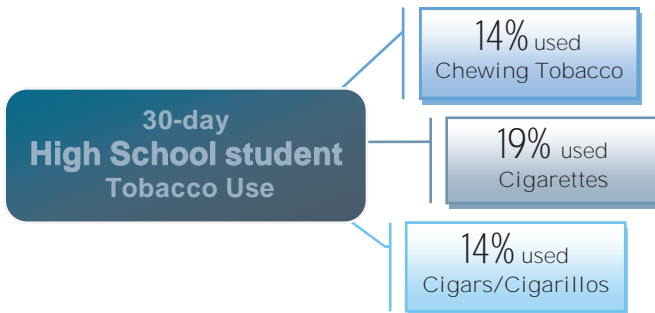 30-day
High School student
Tobacco Use
14% used
Chewing Tobacco
19% used
Cigarettes
14% used
Cigars/Cigarillos